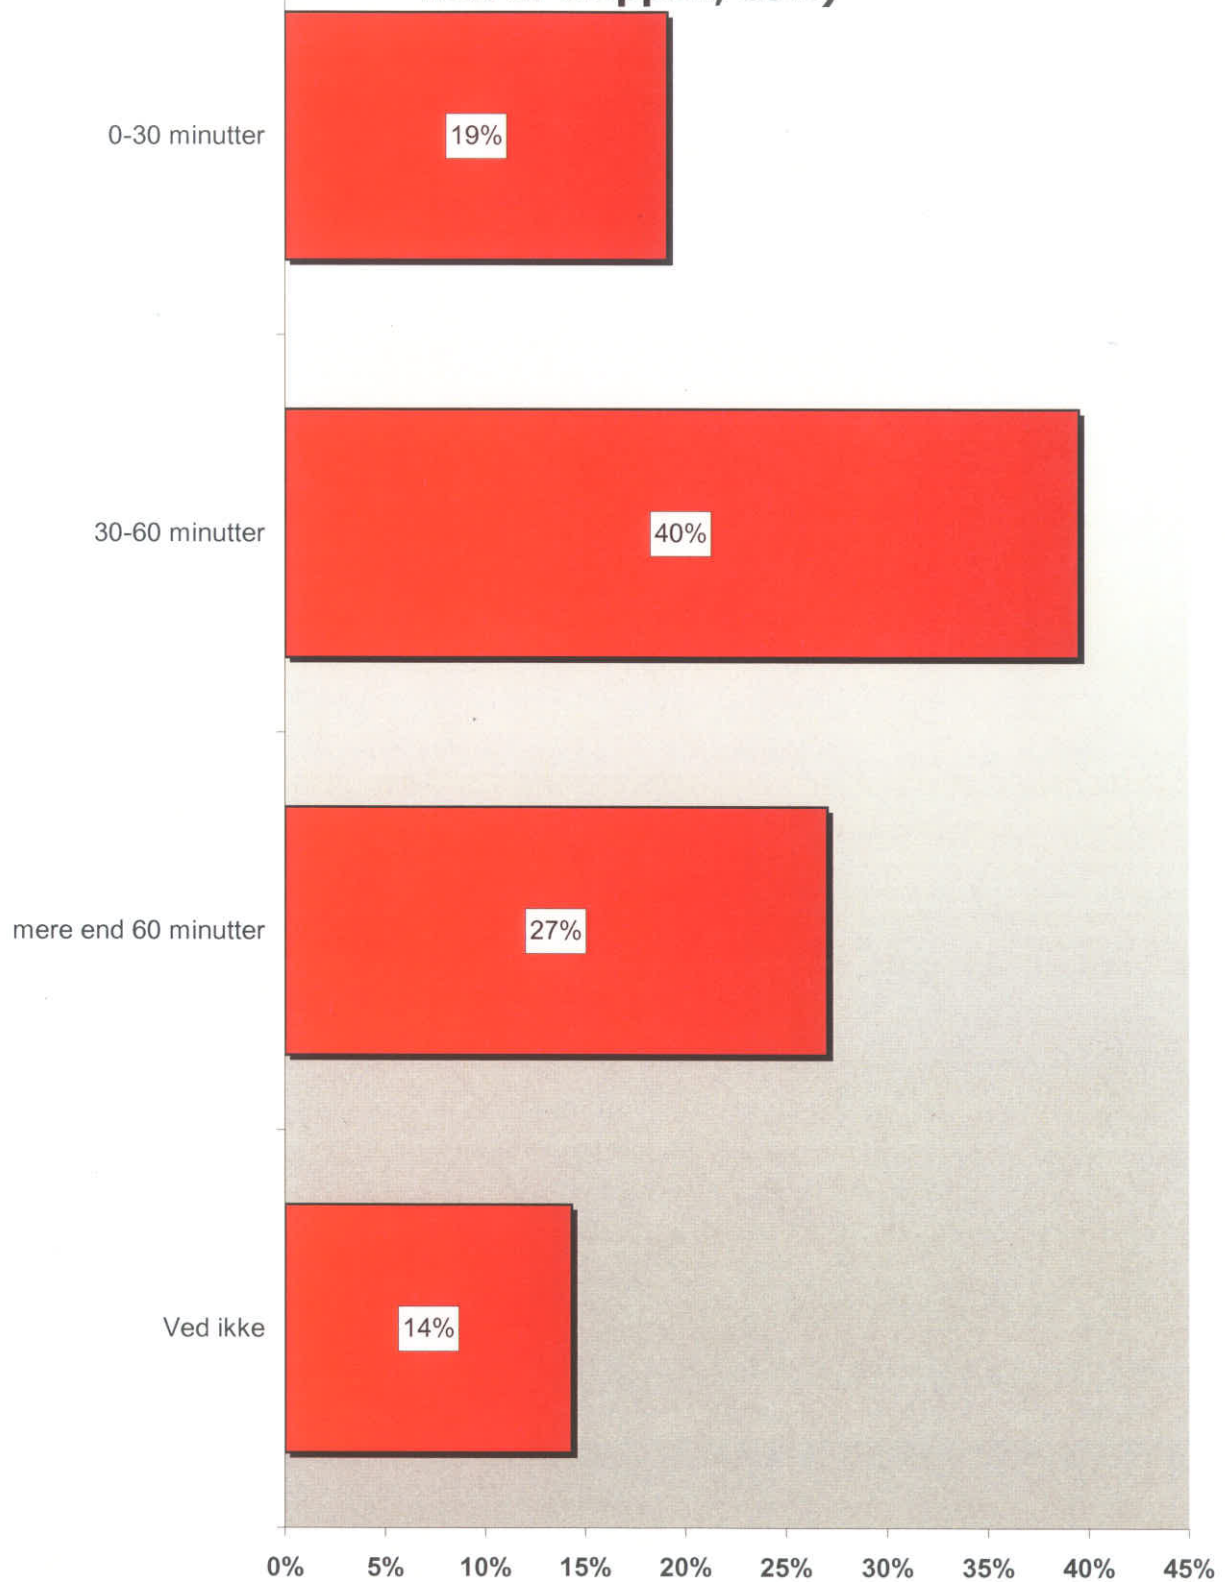 0-30 minutter
19%
30-60 minutter
40%
mere end 60 minutter
27%
Ved ikke
14%
0% 5% 10% 15% 20% 25% 30% 35% 40% 45%